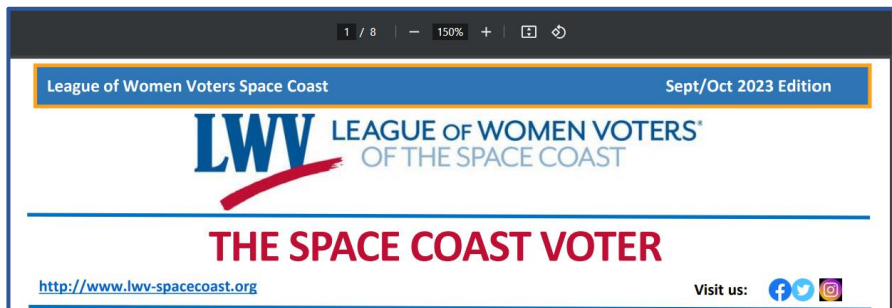 1 / 8 | − 150% + |
League of Women Voters Space Coast Sept/Oct 2023 Edition
LWV LEAGUE OF WOMEN VOTERS®
OF THE SPACE COAST
THE SPACE COAST VOTER
http://www.lwv-spacecoast.org Visit us: